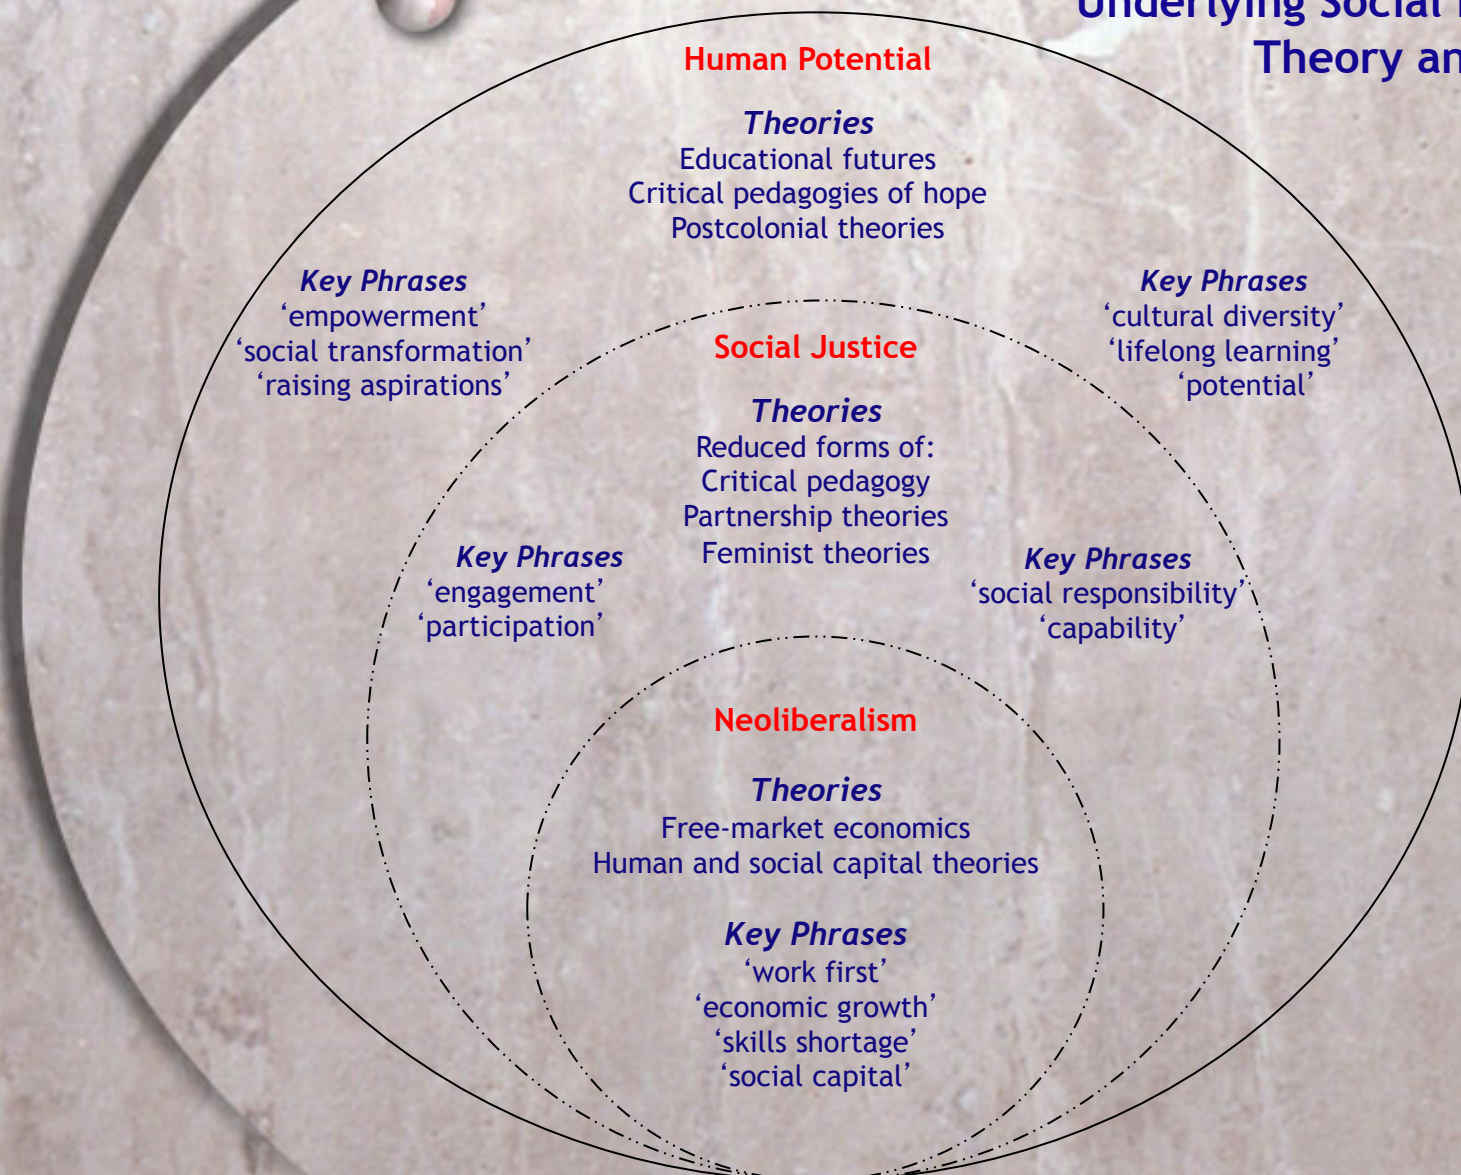 Underlying Social
Theory an
Human Potential
Theories
Educational futures
Critical pedagogies of hope
Postcolonial theories
Key Phrases
‘empowerment’
‘social transformation’
‘raising aspirations’
Key Phrases
‘cultural diversity’
‘lifelong learning’
‘potential’
Social Justice
Theories
Reduced forms of:
Critical pedagogy
Partnership theories
Feminist theories
Key Phrases
‘engagement’
‘participation’
Key Phrases
‘social responsibility’
‘capability’
Neoliberalism
Theories
Free-market economics
Human and social capital theories
Key Phrases
‘work first’
‘economic growth’
‘skills shortage’
‘social capital’